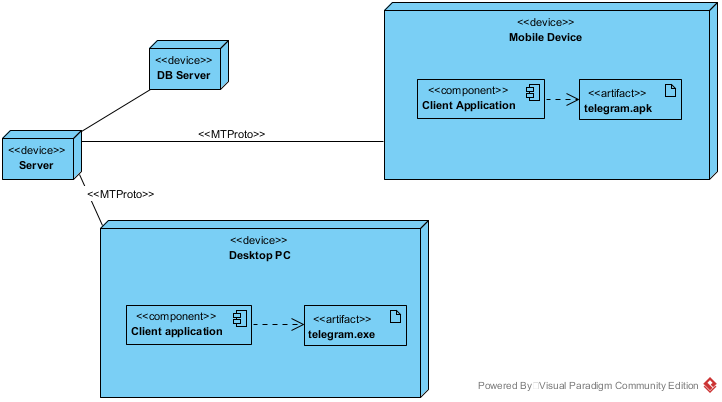 <<device>>
Mobile Device
<<component>>
Client Application
<<artifact>>
telegram.apk
<<device>>
DB Server
<<MTProto>>
<<device>>
Server
<<MTProto>>
<<device>>
Desktop PC
<<component>>
Client application
<<artifact>>
telegram.exe
Powered By Visual Paradigm Community Edition